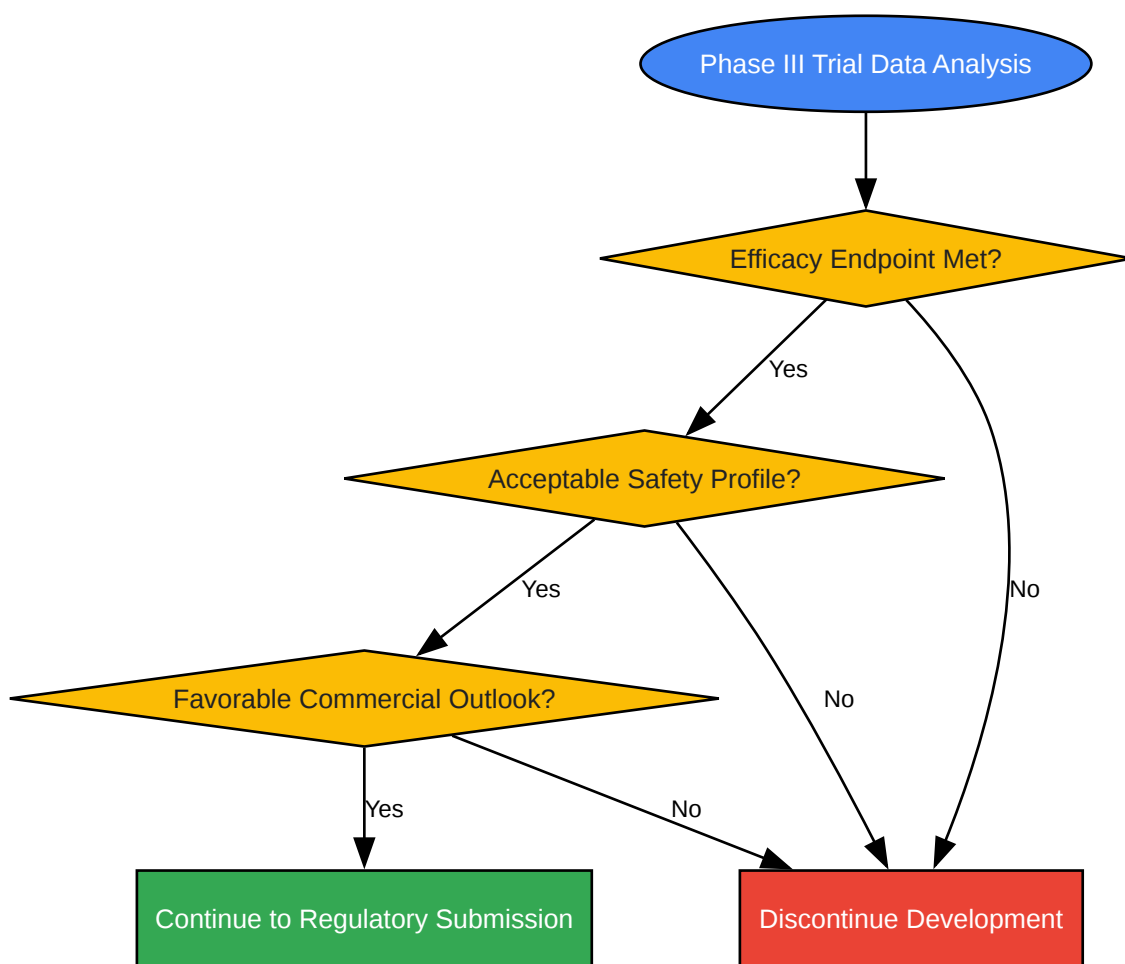 Phase III Trial Data Analysis
Efficacy Endpoint Met?
Yes
Acceptable Safety Profile?
Yes
No
Favorable Commercial Outlook?
No
Yes
No
Continue to Regulatory Submission
Discontinue Development